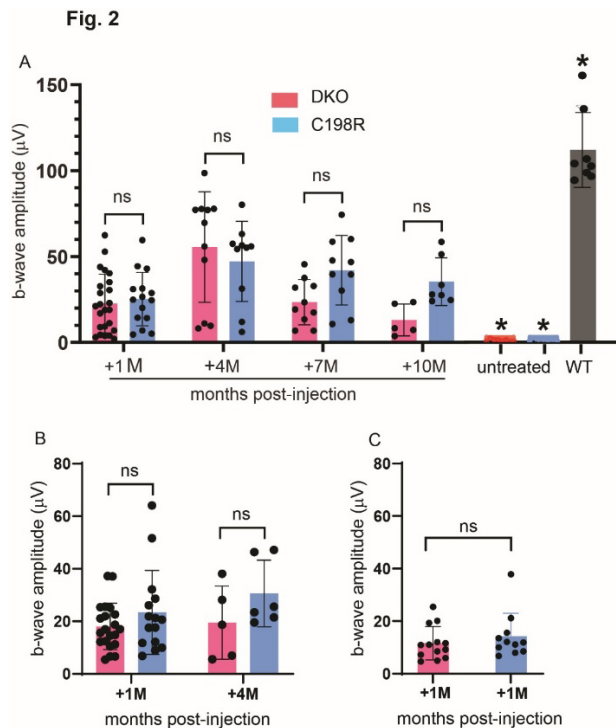 Fig. 2
A
b-wave amplitude (μV)
150
100
50
0
DKO
C198R
ns
ns
ns
ns
*
*
*
+1M
+4M
+7M
+10M
untreated
WT
months post-injection
B
b-wave amplitude (μV)
80
60
40
20
0
ns
ns
+1M
+4M
months post-injection
C
b-wave amplitude (μV)
80
60
40
20
0
ns
+1M
+1M
months post-injection